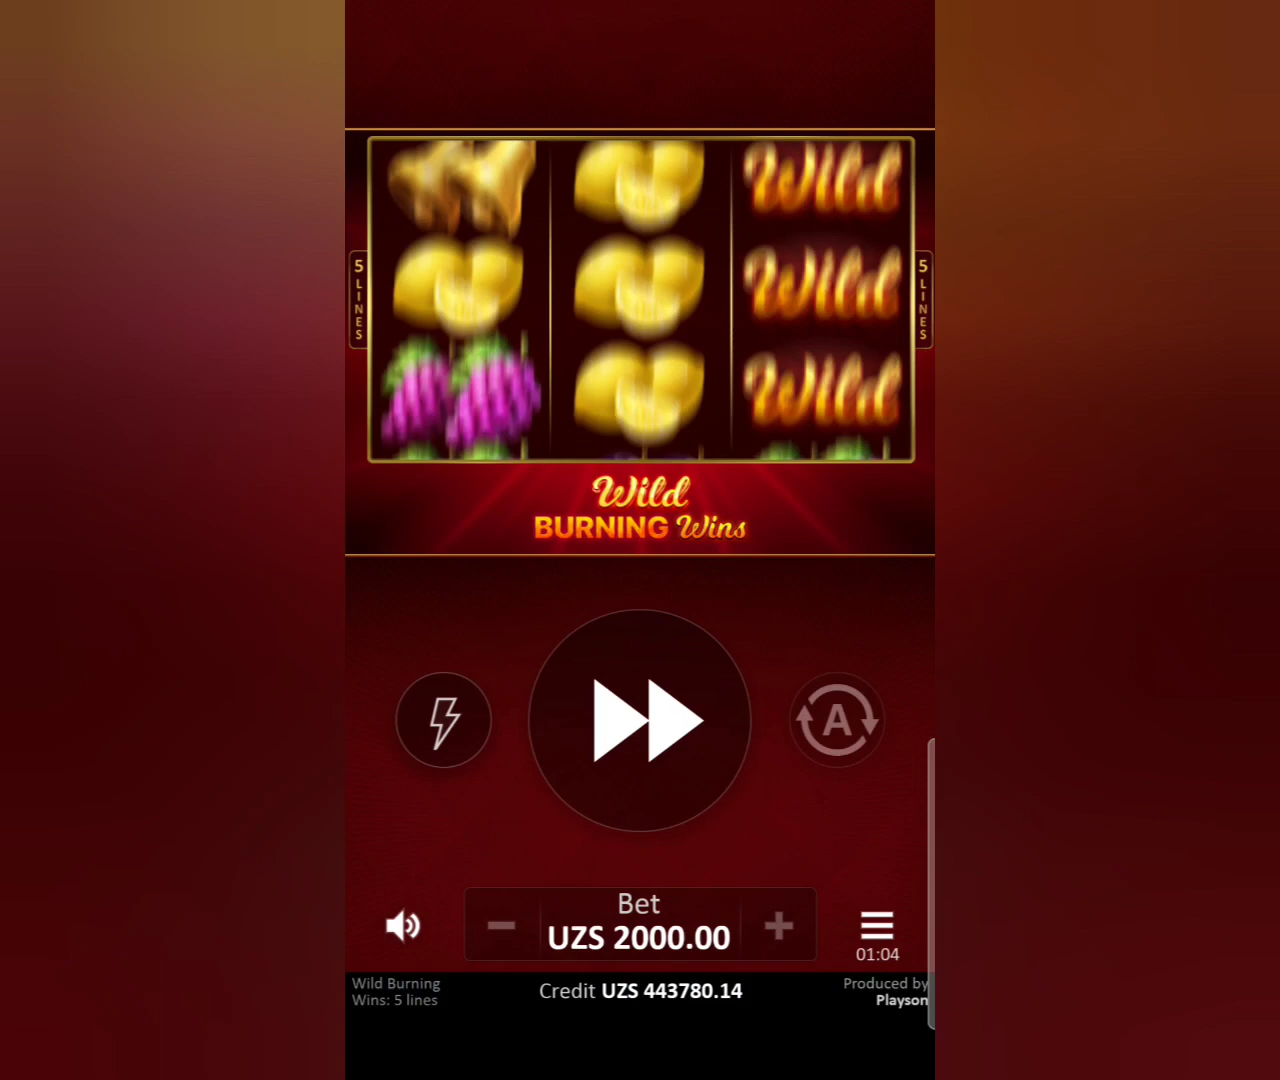 Wild
Wild
Wild
5 LINES
5 LINES
Wild
BURNING Wins
A
Bet
UZS 2000.00
01:04
Wild Burning
Wins: 5 lines
Credit UZS 443780.14
Produced by
Playson